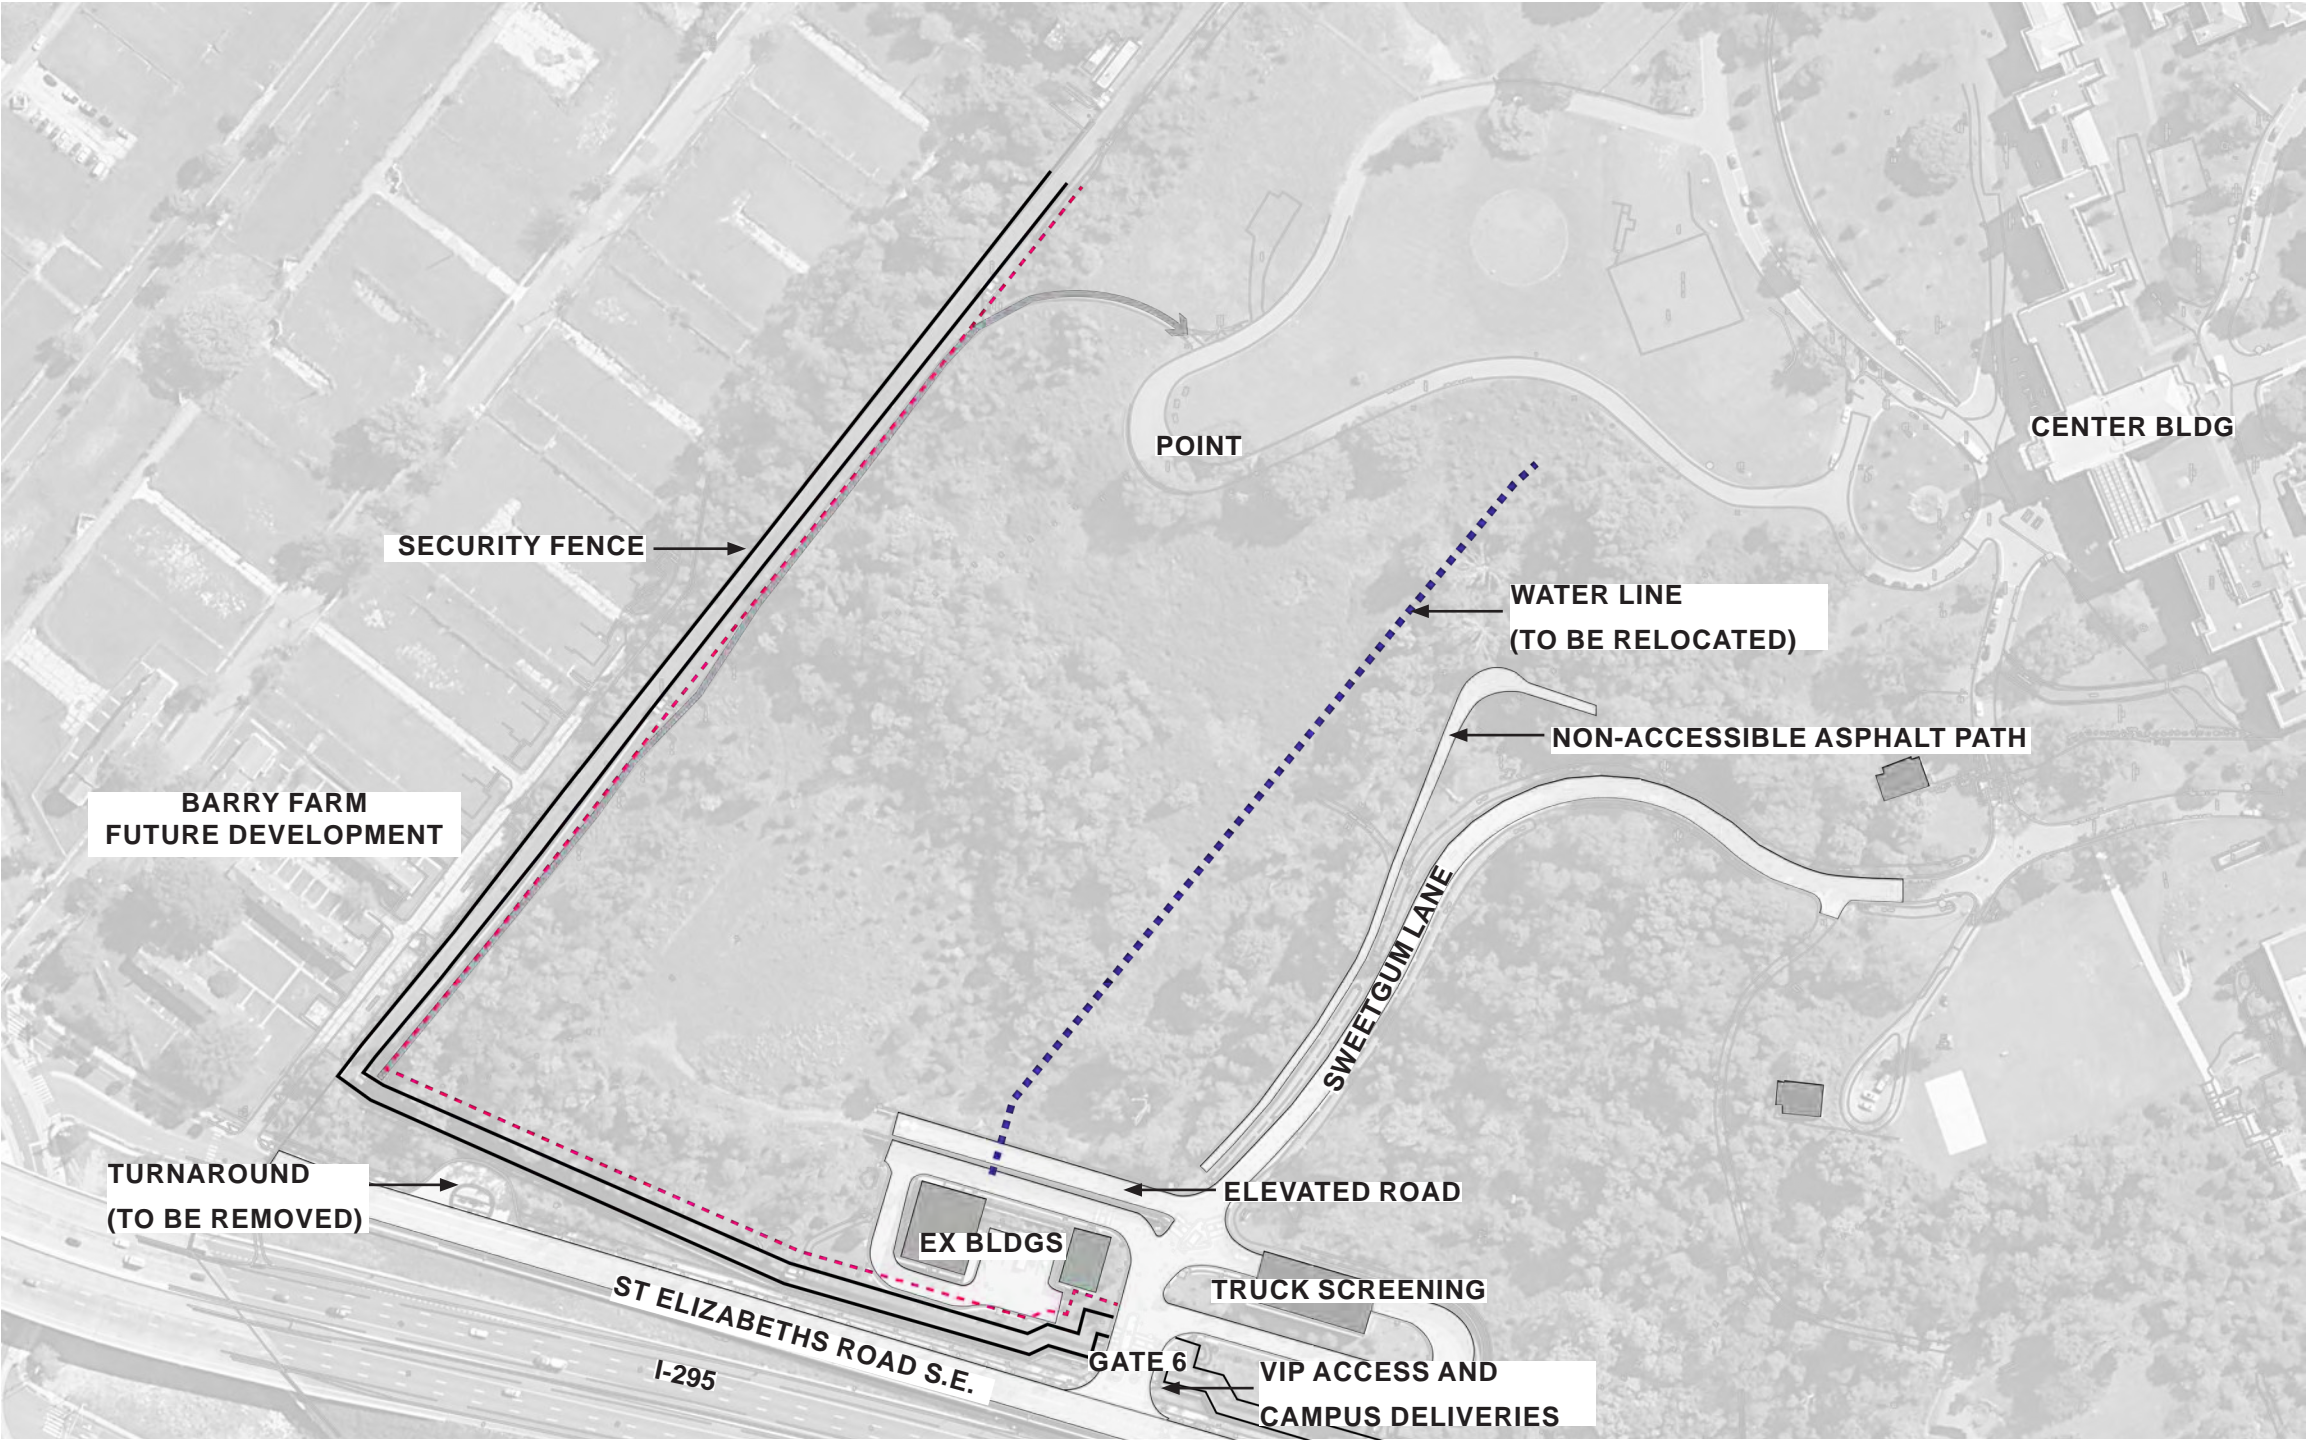 POINT
CENTER BLDG
SECURITY FENCE
WATER LINE
(TO BE RELOCATED)
NON-ACCESSIBLE ASPHALT PATH
BARRY FARM
FUTURE DEVELOPMENT
SWEETGUM LANE
TURNAROUND
(TO BE REMOVED)
ELEVATED ROAD
EX BLDGS
TRUCK SCREENING
ST ELIZABETHS ROAD S.E.
GATE 6
I-295
VIP ACCESS AND
CAMPUS DELIVERIES